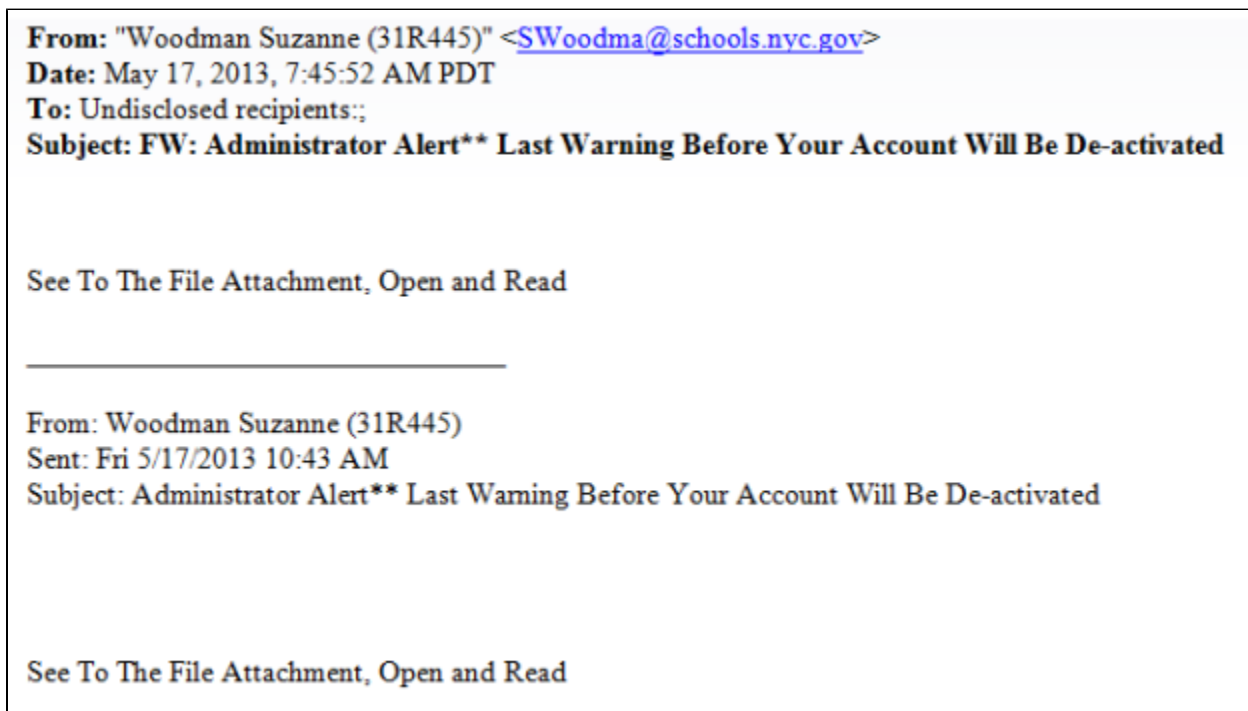 From: "Woodman Suzanne (31R445)" <SWoodma@schools.nyc.gov>
Date: May 17, 2013, 7:45:52 AM PDT
To: Undisclosed recipients:;
Subject: FW: Administrator Alert** Last Warning Before Your Account Will Be De-activated
See To The File Attachment, Open and Read
From: Woodman Suzanne (31R445)
Sent: Fri 5/17/2013 10:43 AM
Subject: Administrator Alert** Last Warning Before Your Account Will Be De-activated
See To The File Attachment, Open and Read